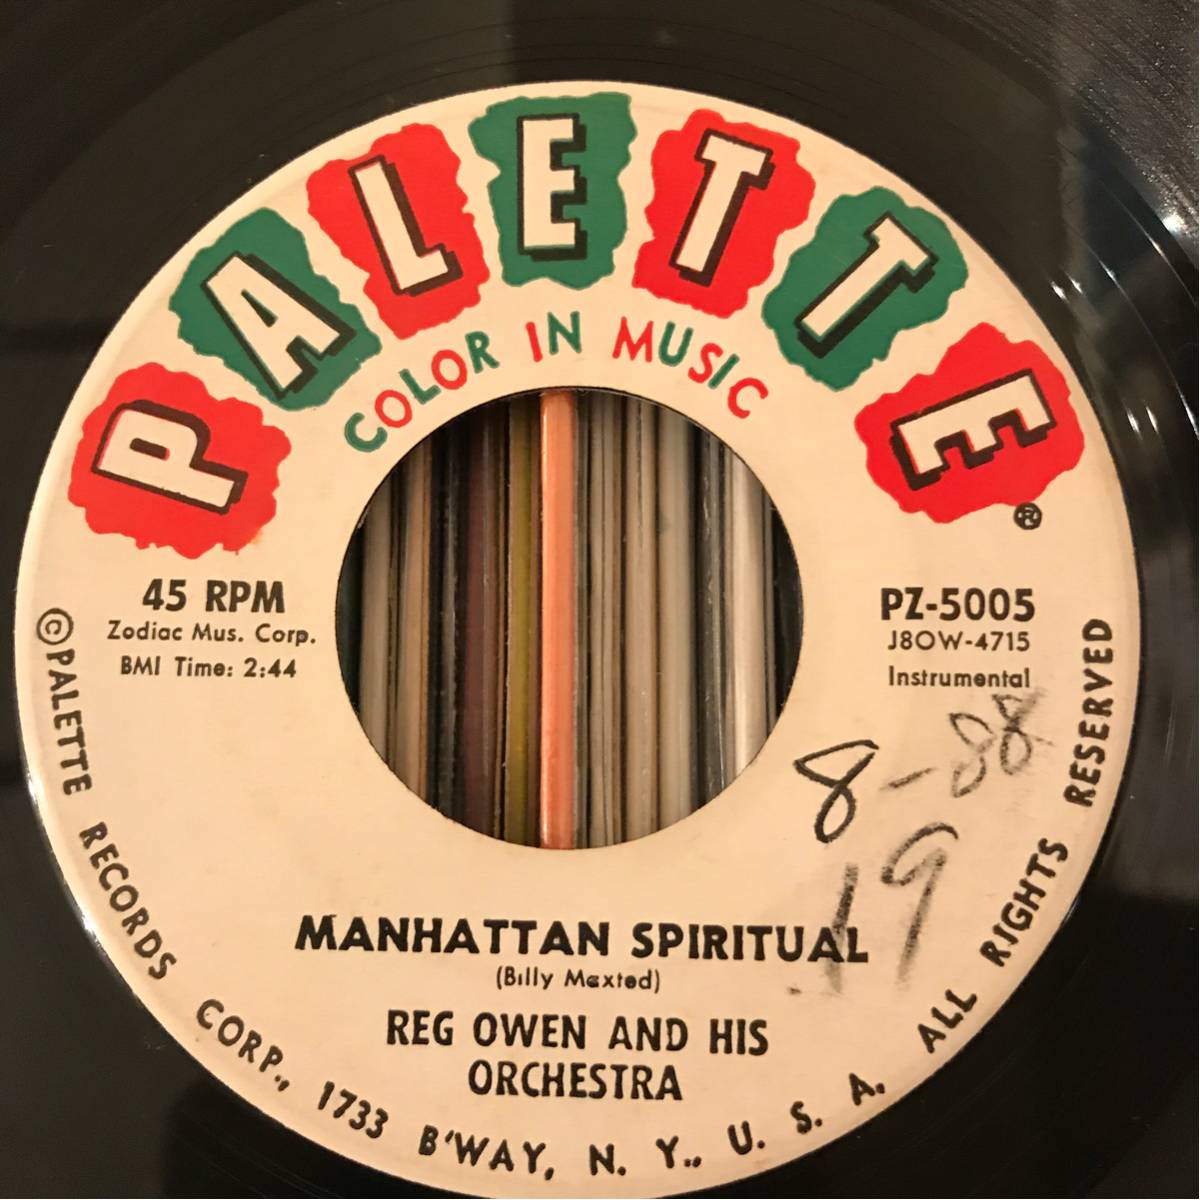 PALETTE
COLOR IN MUSIC
®
45 RPM
Zodiac Mus. Corp.
BMI Time: 2:44
PZ-5005
J8OW-4715
Instrumental
8-
19
MANHATTAN SPIRITUAL
(Billy Maxted)
REG OWEN AND HIS
ORCHESTRA
©PALETTE RECORDS CORP., 1733 B'WAY, N. Y., U. S. A. ALL RIGHTS RESERVED